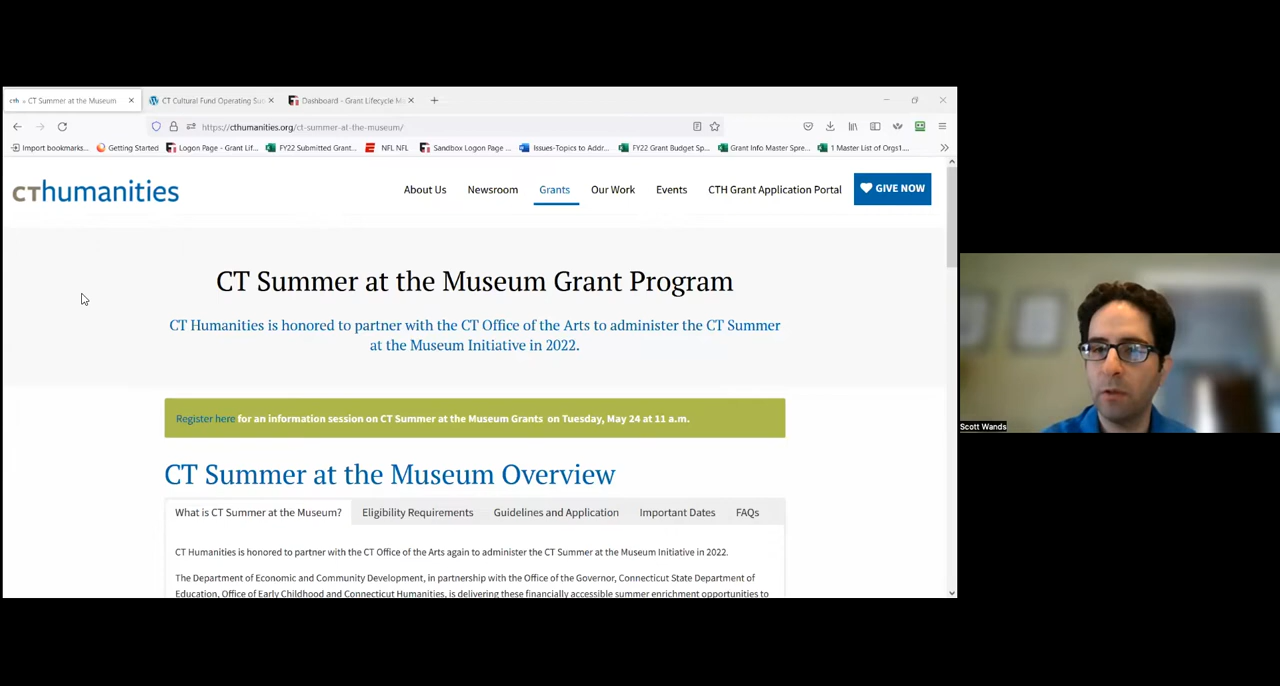 cth - CT Summer at the Museum
CT Cultural Fund Operating Su
Dashboard - Grant Lifecycle M
https://cthumanities.org/ct-summer-at-the-museum/
Import bookmarks...
Getting Started
Logon Page - Grant Lif...
FY22 Submitted Grant...
NFL NFL
Sandbox Logon Page ...
Issues-Topics to Addr...
FY22 Grant Budget Sp...
Grant Info Master Spre...
1 Master List of Orgs1....
CThumanities
About Us
Newsroom
Grants
Our Work
Events
CTH Grant Application Portal
GIVE NOW
CT Summer at the Museum Grant Program
CT Humanities is honored to partner with the CT Office of the Arts to administer the CT Summer
at the Museum Initiative in 2022.
Register here for an information session on CT Summer at the Museum Grants on Tuesday, May 24 at 11 a.m.
CT Summer at the Museum Overview
What is CT Summer at the Museum?
Eligibility Requirements
Guidelines and Application
Important Dates
FAQs
CT Humanities is honored to partner with the CT Office of the Arts again to administer the CT Summer at the Museum Initiative in 2022.
The Department of Economic and Community Development, in partnership with the Office of the Governor, Connecticut State Department of
Education, Office of Early Childhood and Connecticut Humanities, is delivering these financially accessible summer enrichment opportunities to
Scott Wands